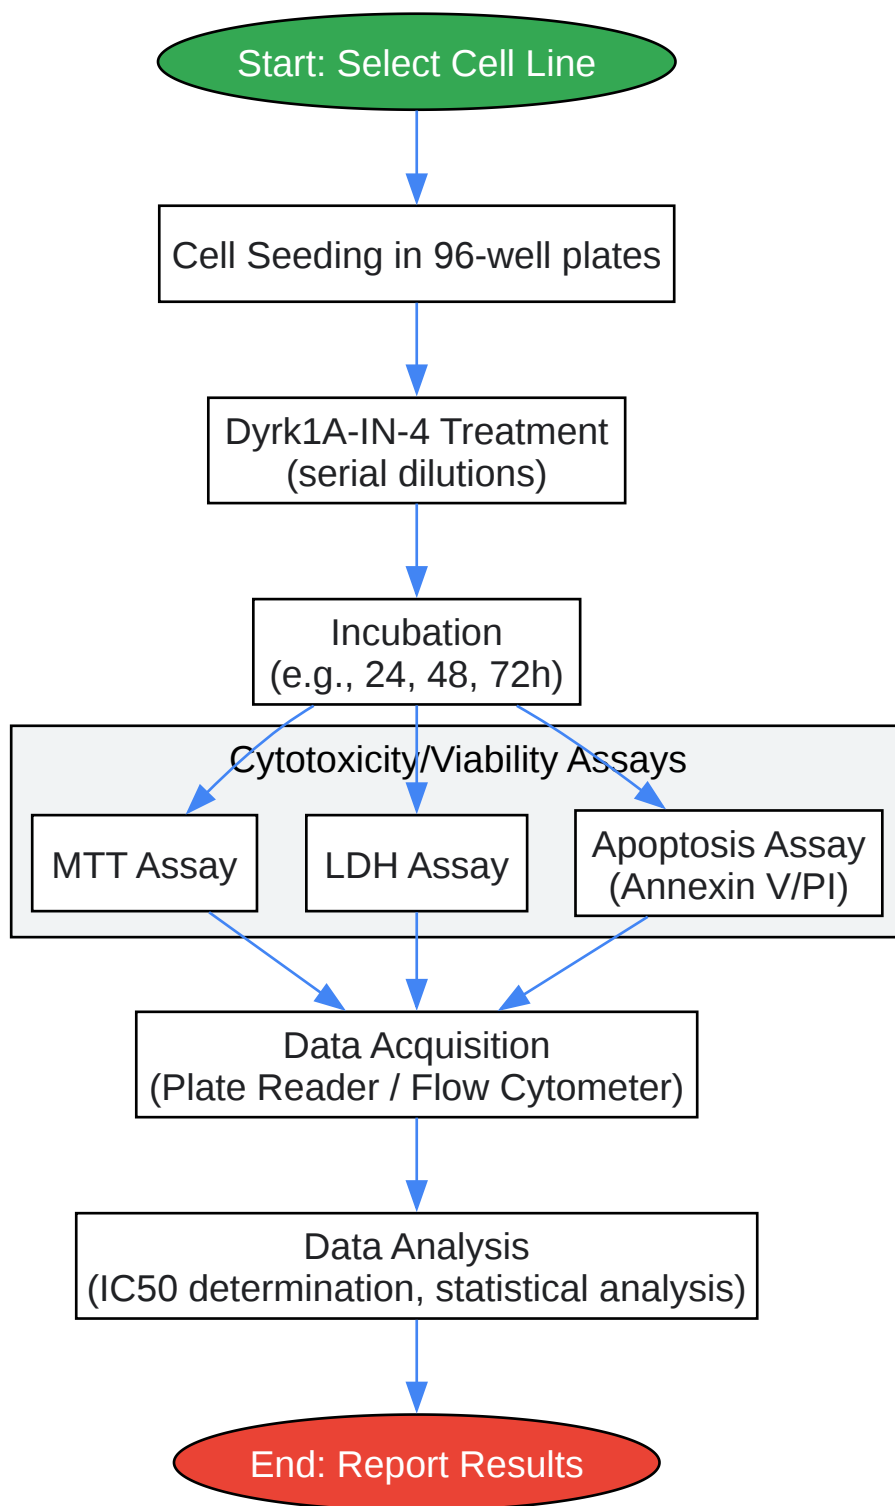 Start: Select Cell Line
Cell Seeding in 96-well plates
Dyrk1A-IN-4 Treatment
(serial dilutions)
Incubation
(e.g., 24, 48, 72h)
Cytotoxicity/Viability Assays
MTT Assay
LDH Assay
Apoptosis Assay
(Annexin V/PI)
Data Acquisition
(Plate Reader / Flow Cytometer)
Data Analysis
(IC50 determination, statistical analysis)
End: Report Results